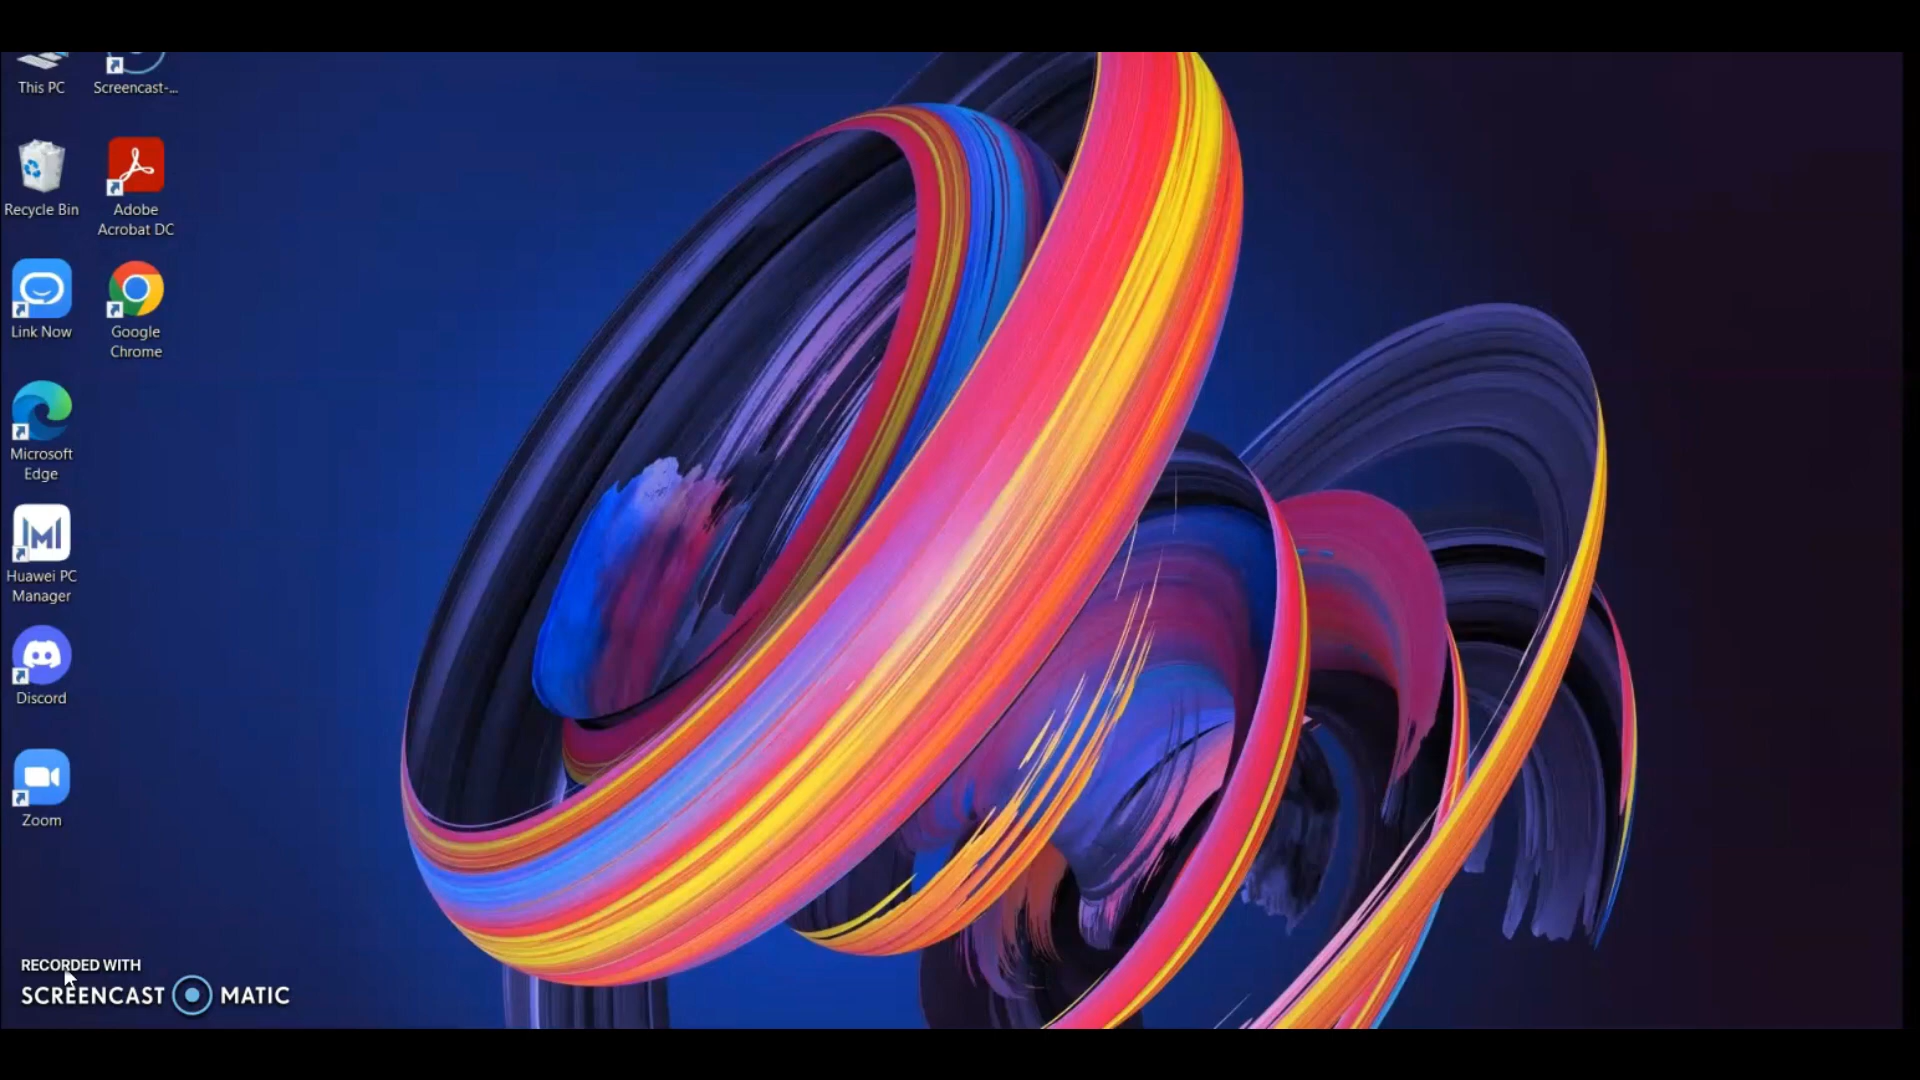 This PC
Screencast-...
Recycle Bin
Adobe
Acrobat DC
Link Now
Google
Chrome
Microsoft
Edge
Huawei PC
Manager
Discord
Zoom
RECORDED WITH
SCREENCAST MATIC